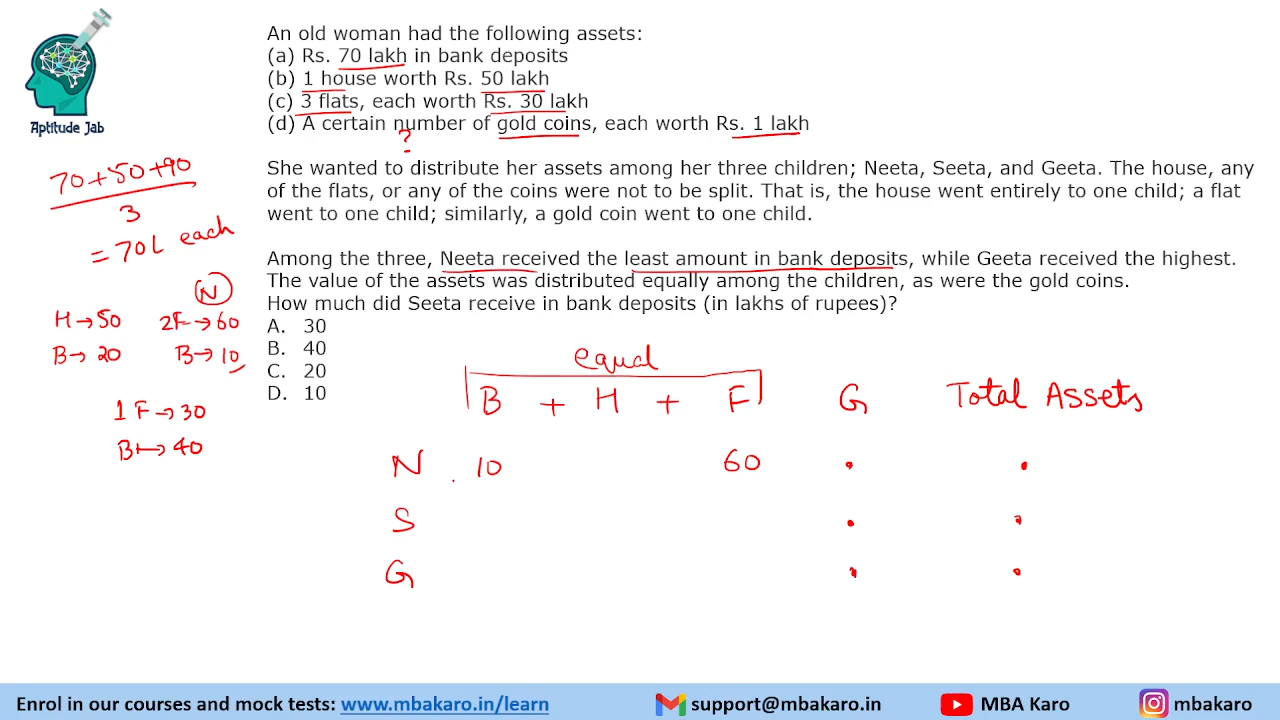 An old woman had the following assets:
(a) Rs. 70 lakh in bank deposits
(b) 1 house worth Rs. 50 lakh
(c) 3 flats, each worth Rs. 30 lakh
(d) A certain number of gold coins, each worth Rs. 1 lakh
?
Aptitude Jab
She wanted to distribute her assets among her three children; Neeta, Seeta, and Geeta. The house, any
of the flats, or any of the coins were not to be split. That is, the house went entirely to one child; a flat
went to one child; similarly, a gold coin went to one child.
Among the three, Neeta received the least amount in bank deposits, while Geeta received the highest.
The value of the assets was distributed equally among the children, as were the gold coins.
How much did Seeta receive in bank deposits (in lakhs of rupees)?
A. 30
B. 40
C. 20
D. 10
70+50+90
3
= 70L each
N
H→50 2F→60
B→20 B→10
1F→30
B→40
equal
B + H + F G Total Assets
N 10 60 . .
S . .
G . .
Enrol in our courses and mock tests: www.mbakaro.in/learn support@mbakaro.in MBA Karo mbakaro